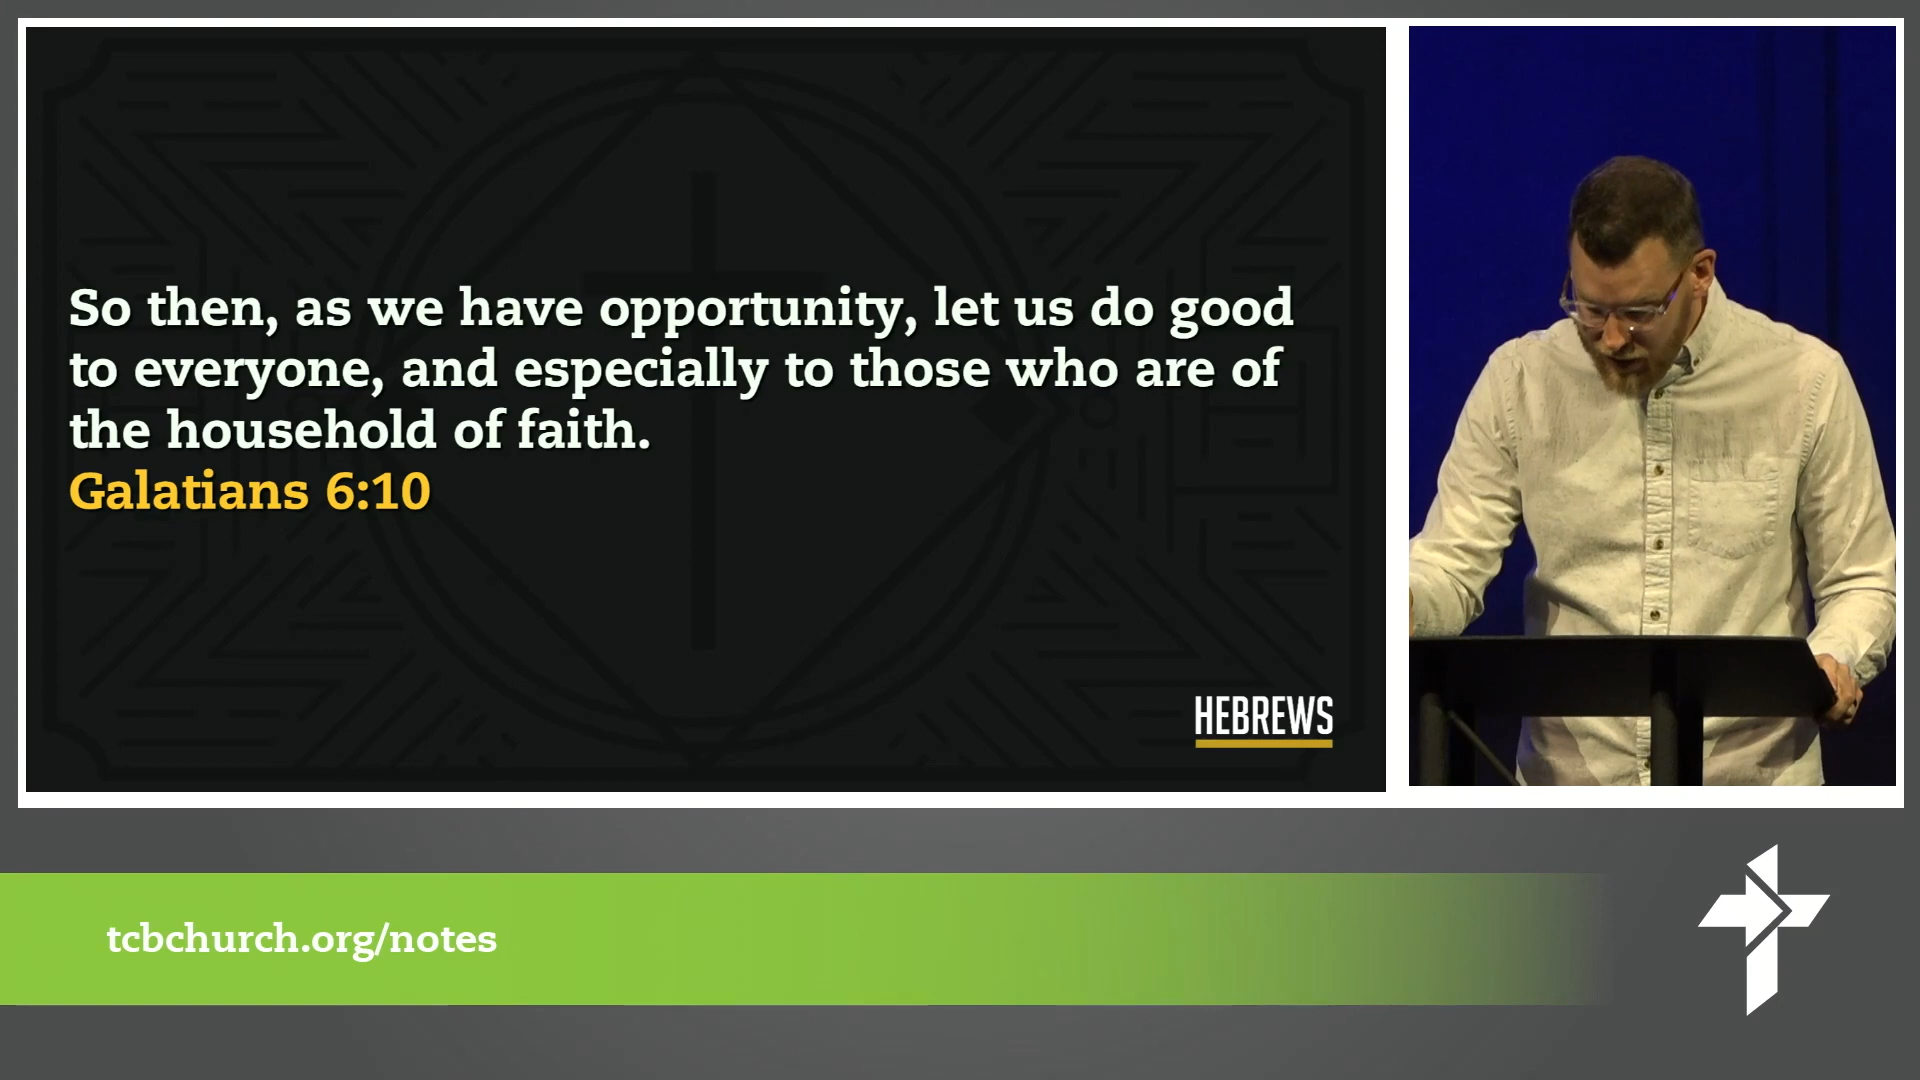 So then, as we have opportunity, let us do good
to everyone, and especially to those who are of
the household of faith.
Galatians 6:10
HEBREWS
tcbchurch.org/notes